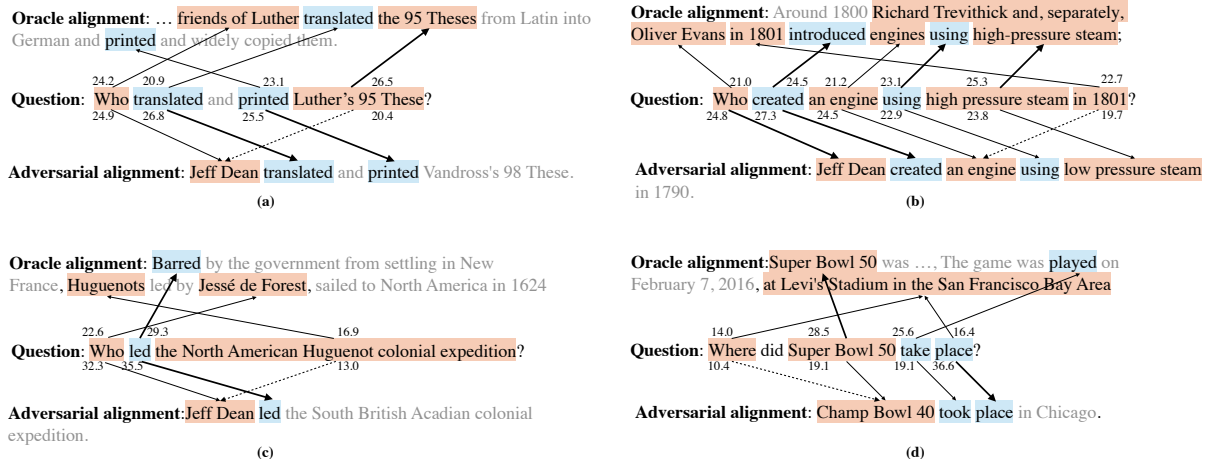 Oracle alignment: … friends of Luther translated the 95 Theses from Latin into
German and printed and widely copied them.
24.2 20.9 23.1 26.5
Question: Who translated and printed Luther's 95 These?
24.9 26.8 25.5 20.4
Adversarial alignment: Jeff Dean translated and printed Vandross's 98 These.
(a)
Oracle alignment: Around 1800 Richard Trevithick and, separately,
Oliver Evans in 1801 introduced engines using high-pressure steam;
21.0 24.5 21.2 23.1 25.3 22.7
Question: Who created an engine using high pressure steam in 1801?
24.8 27.3 24.5 22.9 23.8 19.7
Adversarial alignment: Jeff Dean created an engine using low pressure steam
in 1790.
(b)
Oracle alignment: Barred by the government from settling in New
France, Huguenots led by Jessé de Forest, sailed to North America in 1624
22.6 29.3 16.9
Question: Who led the North American Huguenot colonial expedition?
32.3 35.5 13.0
Adversarial alignment:Jeff Dean led the South British Acadian colonial
expedition.
(c)
Oracle alignment:Super Bowl 50 was …, The game was played on
February 7, 2016, at Levi's Stadium in the San Francisco Bay Area
14.0 28.5 25.6 16.4
Question: Where did Super Bowl 50 take place?
10.4 19.1 19.1 36.6
Adversarial alignment: Champ Bowl 40 took place in Chicago.
(d)